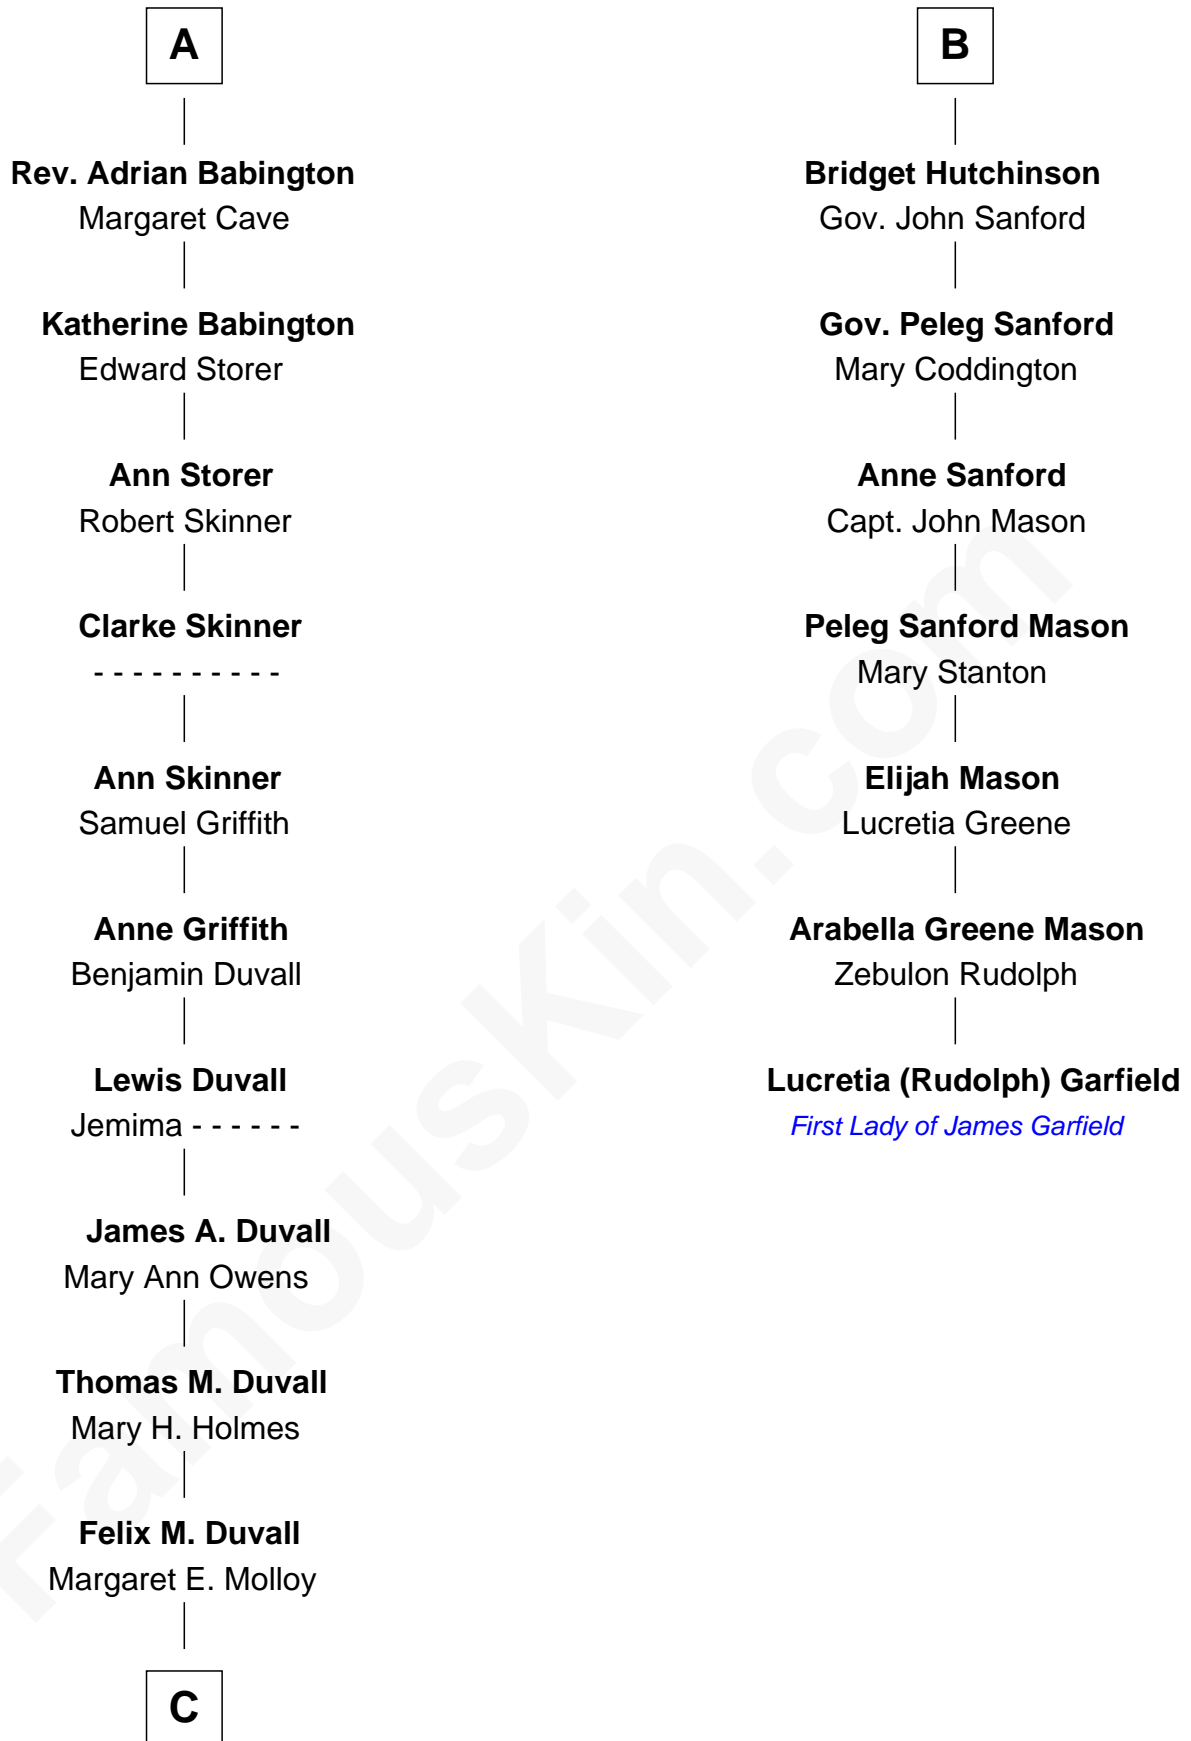 A
Rev. Adrian Babington
Margaret Cave
Katherine Babington
Edward Storer
Ann Storer
Robert Skinner
Clarke Skinner
- - - - - - - - - -
Ann Skinner
Samuel Griffith
Anne Griffith
Benjamin Duvall
Lewis Duvall
Jemima - - - - - -
James A. Duvall
Mary Ann Owens
Thomas M. Duvall
Mary H. Holmes
Felix M. Duvall
Margaret E. Molloy
C
B
Bridget Hutchinson
Gov. John Sanford
Gov. Peleg Sanford
Mary Coddington
Anne Sanford
Capt. John Mason
Peleg Sanford Mason
Mary Stanton
Elijah Mason
Lucretia Greene
Arabella Greene Mason
Zebulon Rudolph
Lucretia (Rudolph) Garfield
First Lady of James Garfield
FamousKin.com